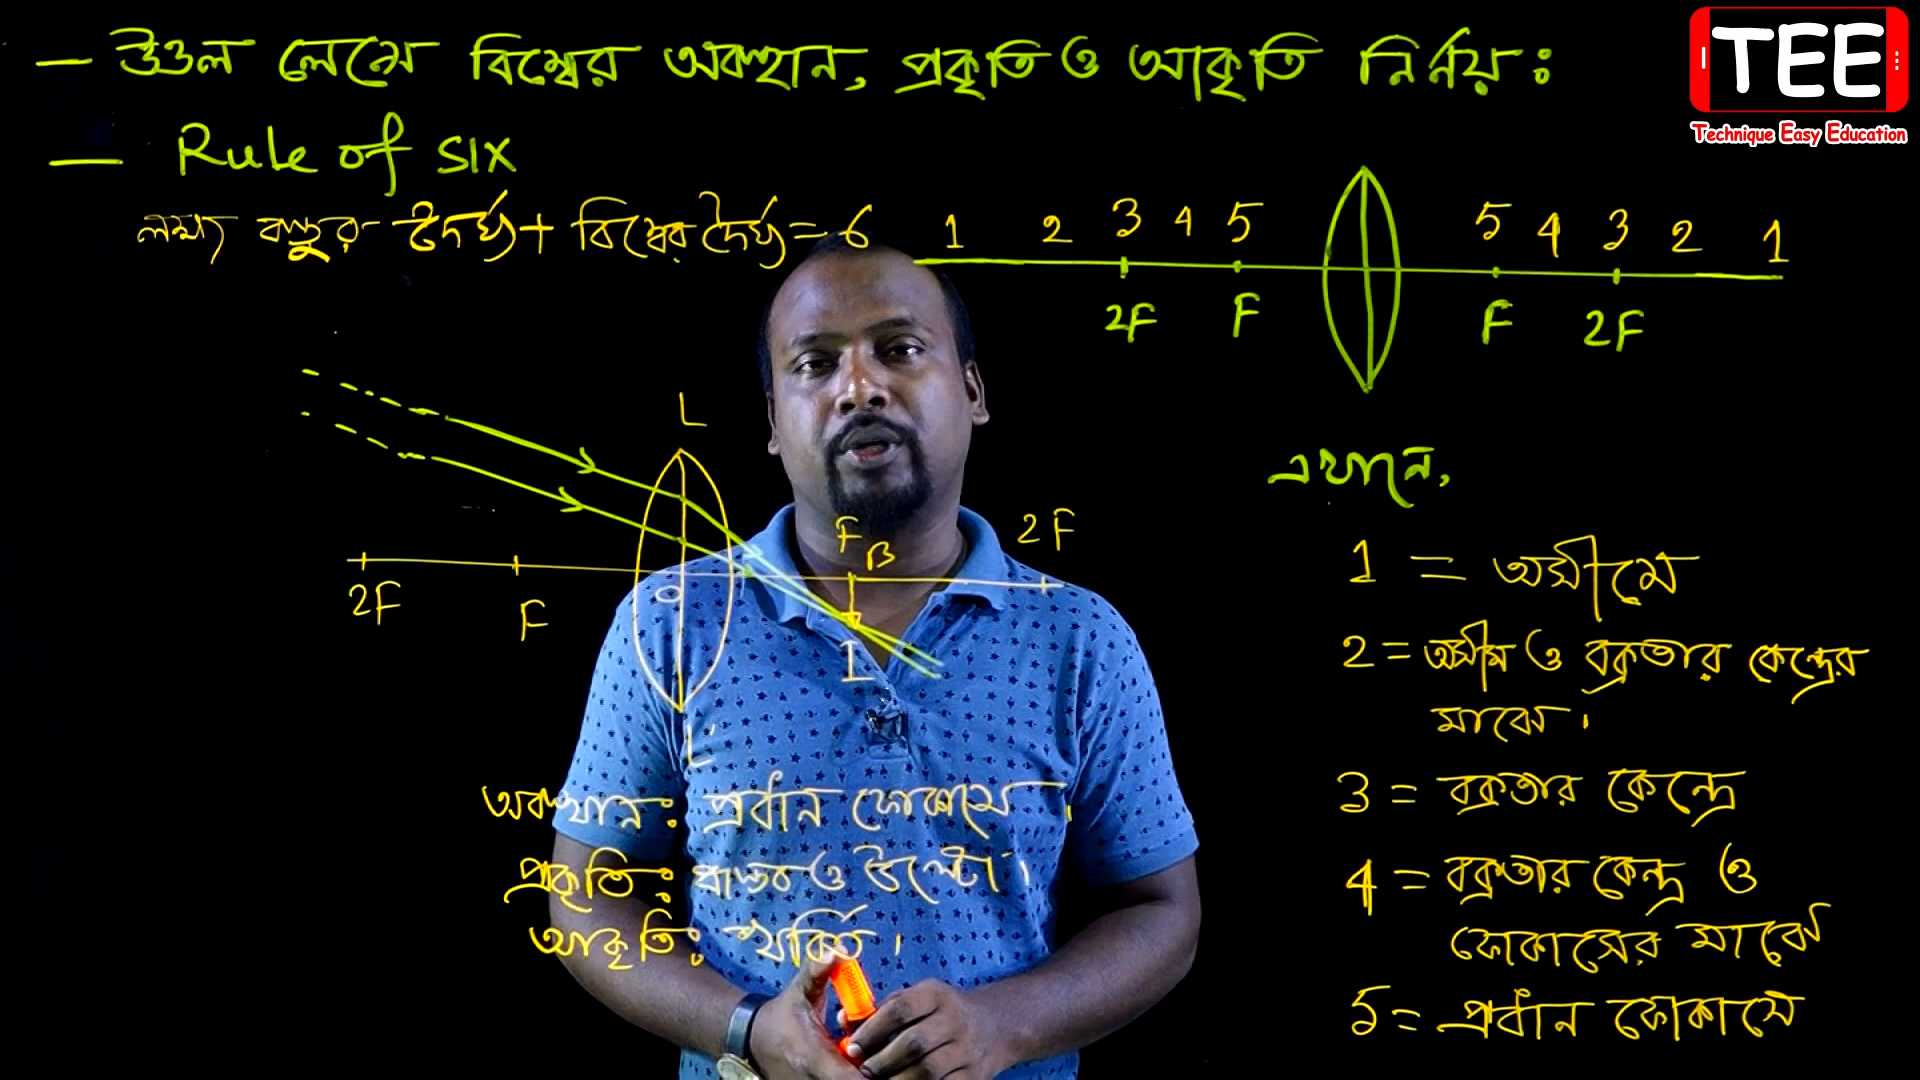 — উত্তল লেন্সে বিম্বের অবস্থান, প্রকৃতি ও আকৃতি নির্ণয়ঃ
TEE
Technique Easy Education
— Rule of SIX
লক্ষ্য বস্তুর দৈর্ঘ্য + বিম্বের দৈর্ঘ্য = 6
1 2 3 4 5 5 4 3 2 1
2F F F 2F
L
F B 2F
2F F O
I
L'
অবস্থানঃ প্রধান ফোকাসে।
প্রকৃতিঃ বাস্তব ও উল্টো।
আকৃতিঃ খর্বিত।
এখানে,
1 = অসীমে
2 = অসীম ও বক্রতার কেন্দ্রের
মাঝে।
3 = বক্রতার কেন্দ্রে
4 = বক্রতার কেন্দ্র ও
ফোকাসের মাঝে
5 = প্রধান ফোকাসে